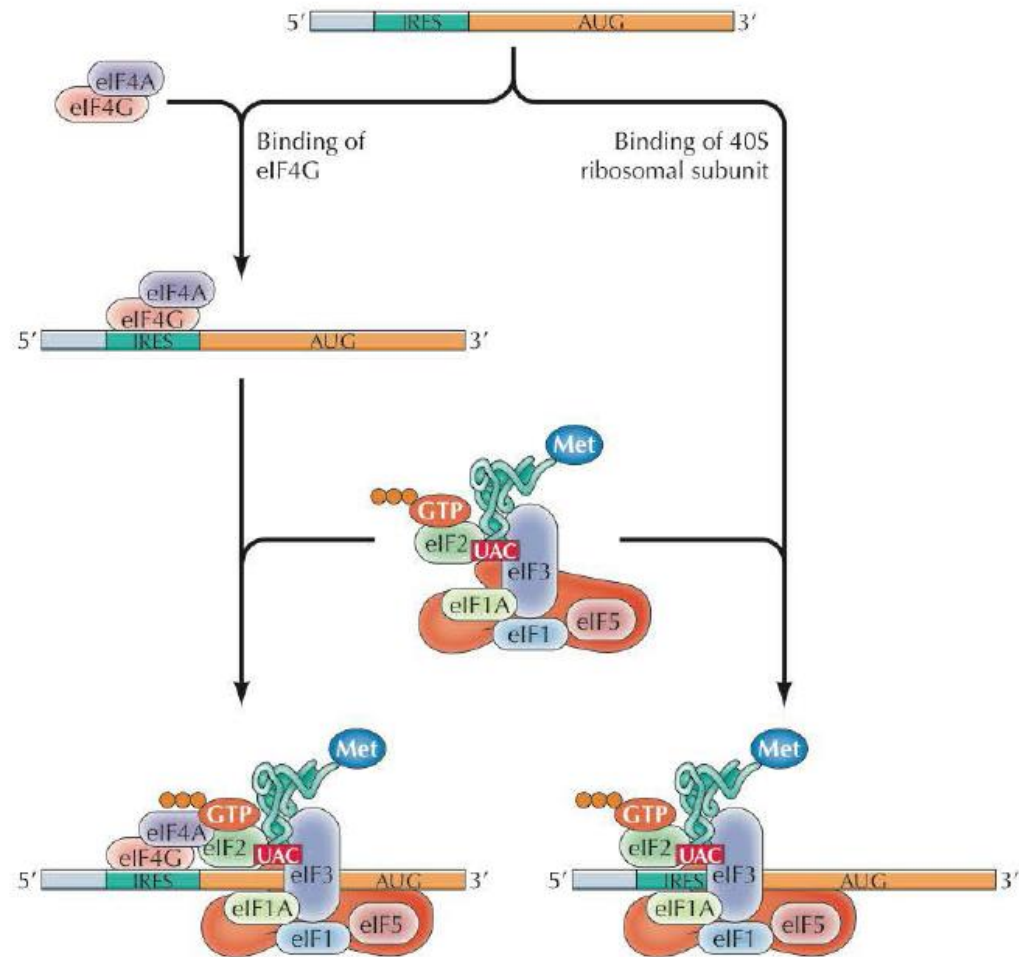 5′ IRES AUG 3′
eIF4A
eIF4G
Binding of
eIF4G
Binding of 40S
ribosomal subunit
eIF4A
eIF4G
5′ IRES AUG 3′
Met
GTP
eIF2 UAC
eIF3
eIF1A
eIF1 eIF5
Met
GTP
eIF4A
eIF4G eIF2 UAC
5′ IRES eIF3 AUG 3′
eIF1A
eIF1 eIF5
Met
GTP
eIF2 UAC
5′ IRES eIF3 AUG 3′
eIF1A
eIF1 eIF5